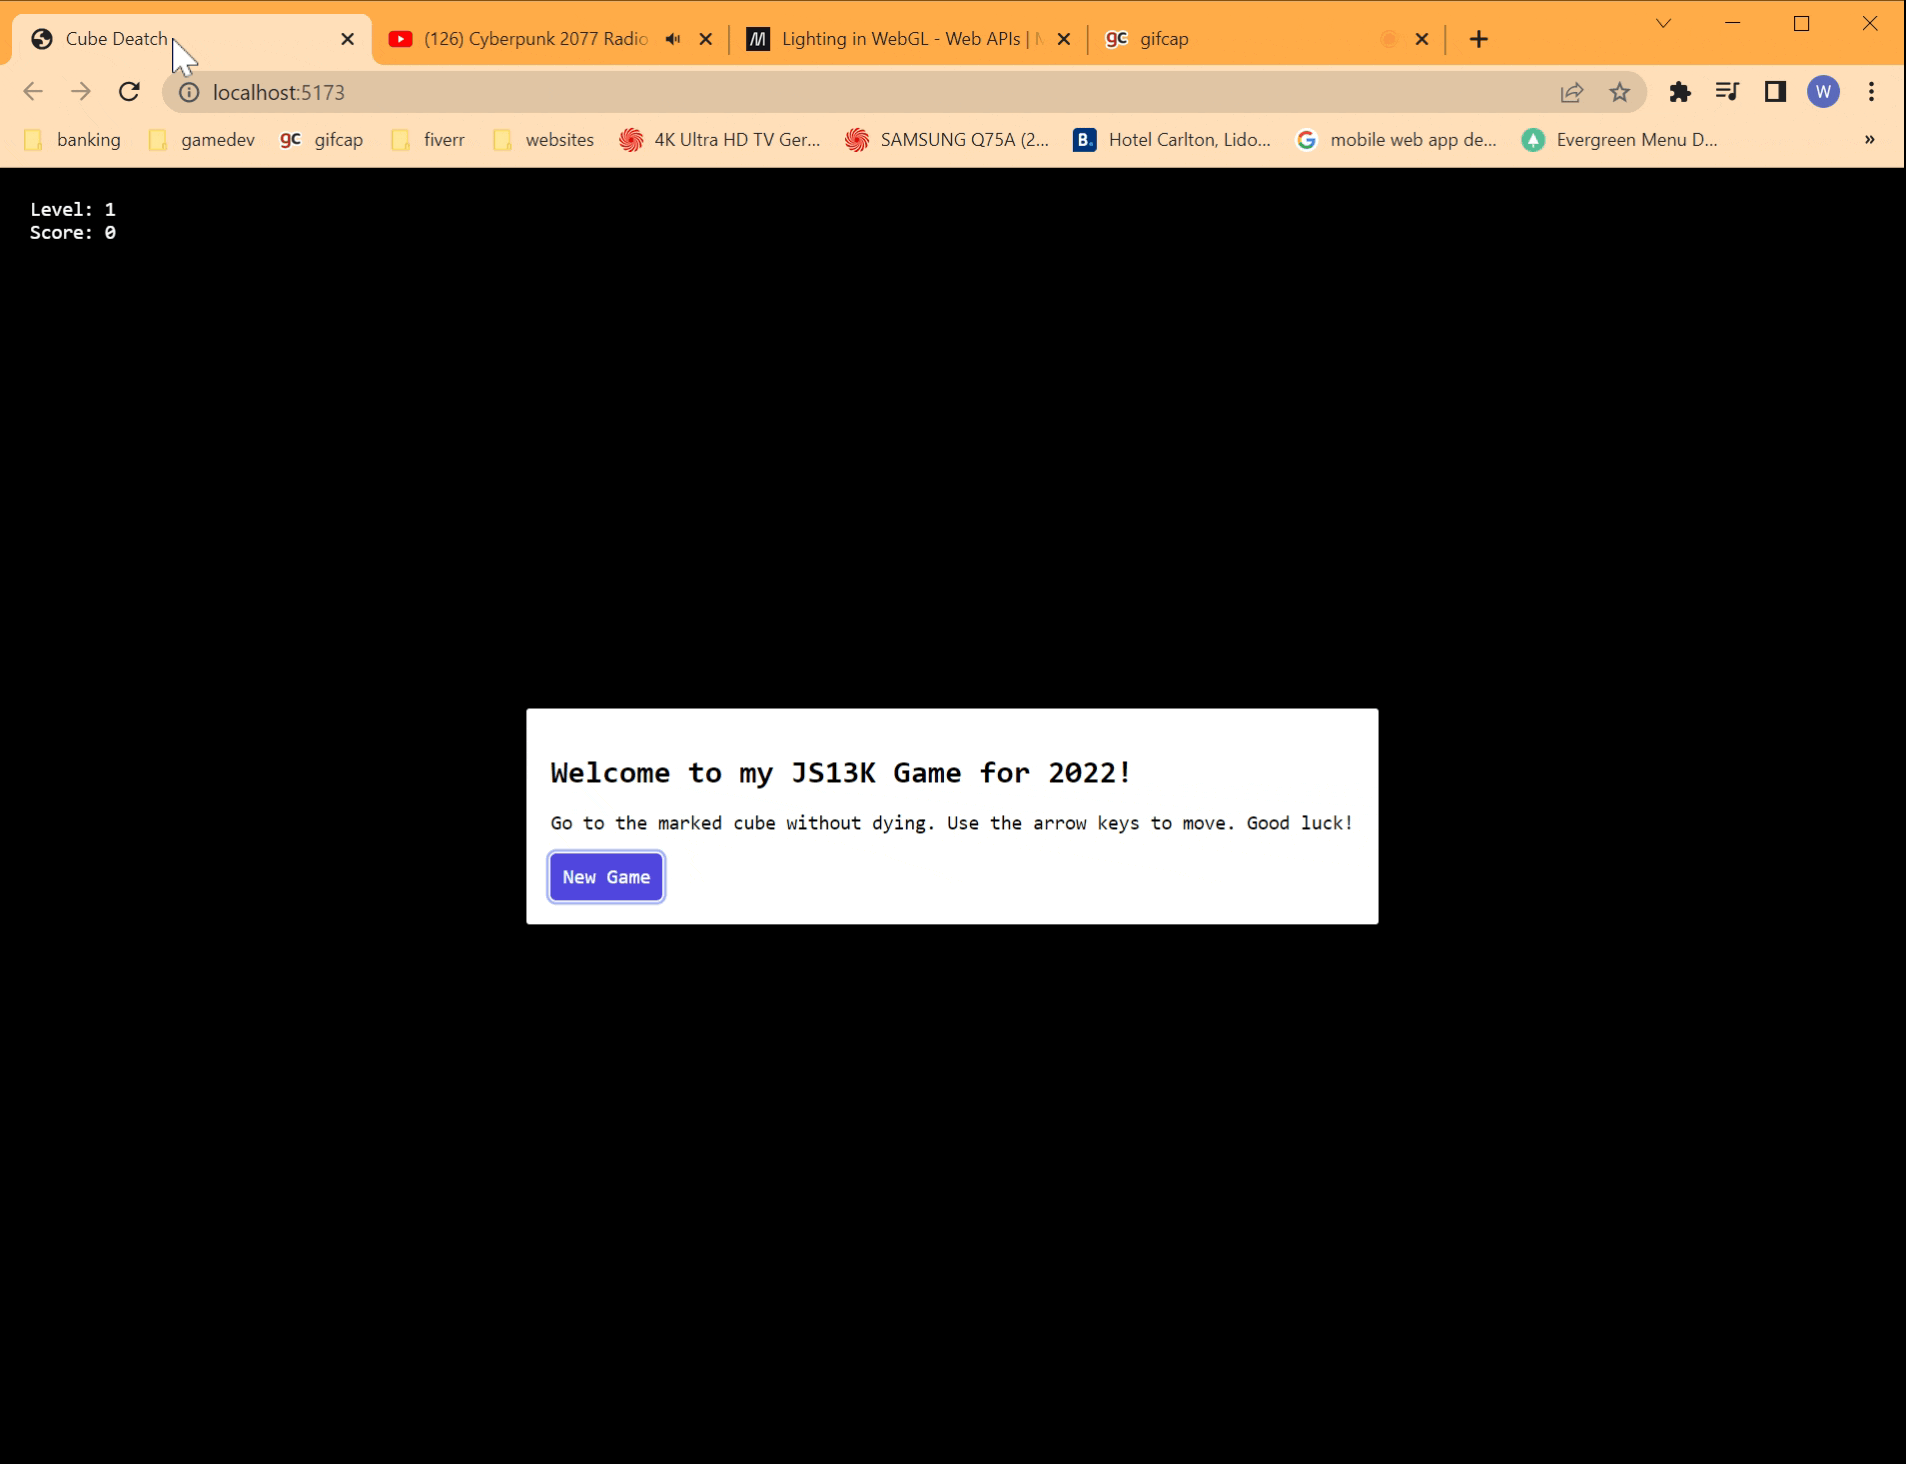 Cube Deatch
(126) Cyberpunk 2077 Radio
Lighting in WebGL - Web APIs |
gc gifcap
localhost:5173
W
banking
gamedev
gc gifcap
fiverr
websites
4K Ultra HD TV Ger...
SAMSUNG Q75A (2...
B. Hotel Carlton, Lido...
G mobile web app de...
Evergreen Menu D...
»
Level: 1
Score: 0
Welcome to my JS13K Game for 2022!
Go to the marked cube without dying. Use the arrow keys to move. Good luck!
New Game